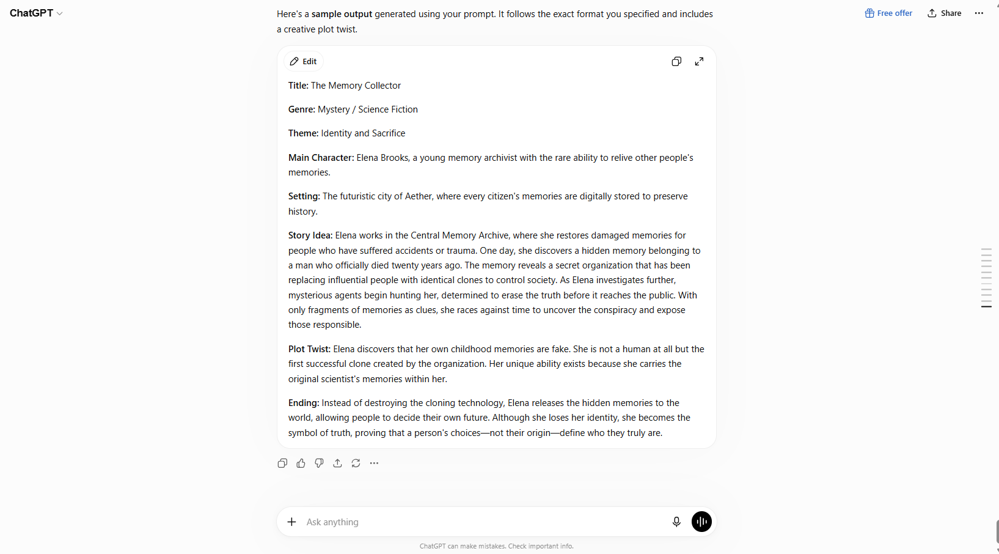 ChatGPT
Free offer
Share
Here's a sample output generated using your prompt. It follows the exact format you specified and includes
a creative plot twist.
Edit
Title: The Memory Collector
Genre: Mystery / Science Fiction
Theme: Identity and Sacrifice
Main Character: Elena Brooks, a young memory archivist with the rare ability to relive other people's
memories.
Setting: The futuristic city of Aether, where every citizen's memories are digitally stored to preserve
history.
Story Idea: Elena works in the Central Memory Archive, where she restores damaged memories for
people who have suffered accidents or trauma. One day, she discovers a hidden memory belonging to
a man who officially died twenty years ago. The memory reveals a secret organization that has been
replacing influential people with identical clones to control society. As Elena investigates further,
mysterious agents begin hunting her, determined to erase the truth before it reaches the public. With
only fragments of memories as clues, she races against time to uncover the conspiracy and expose
those responsible.
Plot Twist: Elena discovers that her own childhood memories are fake. She is not a human at all but the
first successful clone created by the organization. Her unique ability exists because she carries the
original scientist's memories within her.
Ending: Instead of destroying the cloning technology, Elena releases the hidden memories to the
world, allowing people to decide their own future. Although she loses her identity, she becomes the
symbol of truth, proving that a person's choices—not their origin—define who they truly are.
Ask anything
ChatGPT can make mistakes. Check important info.